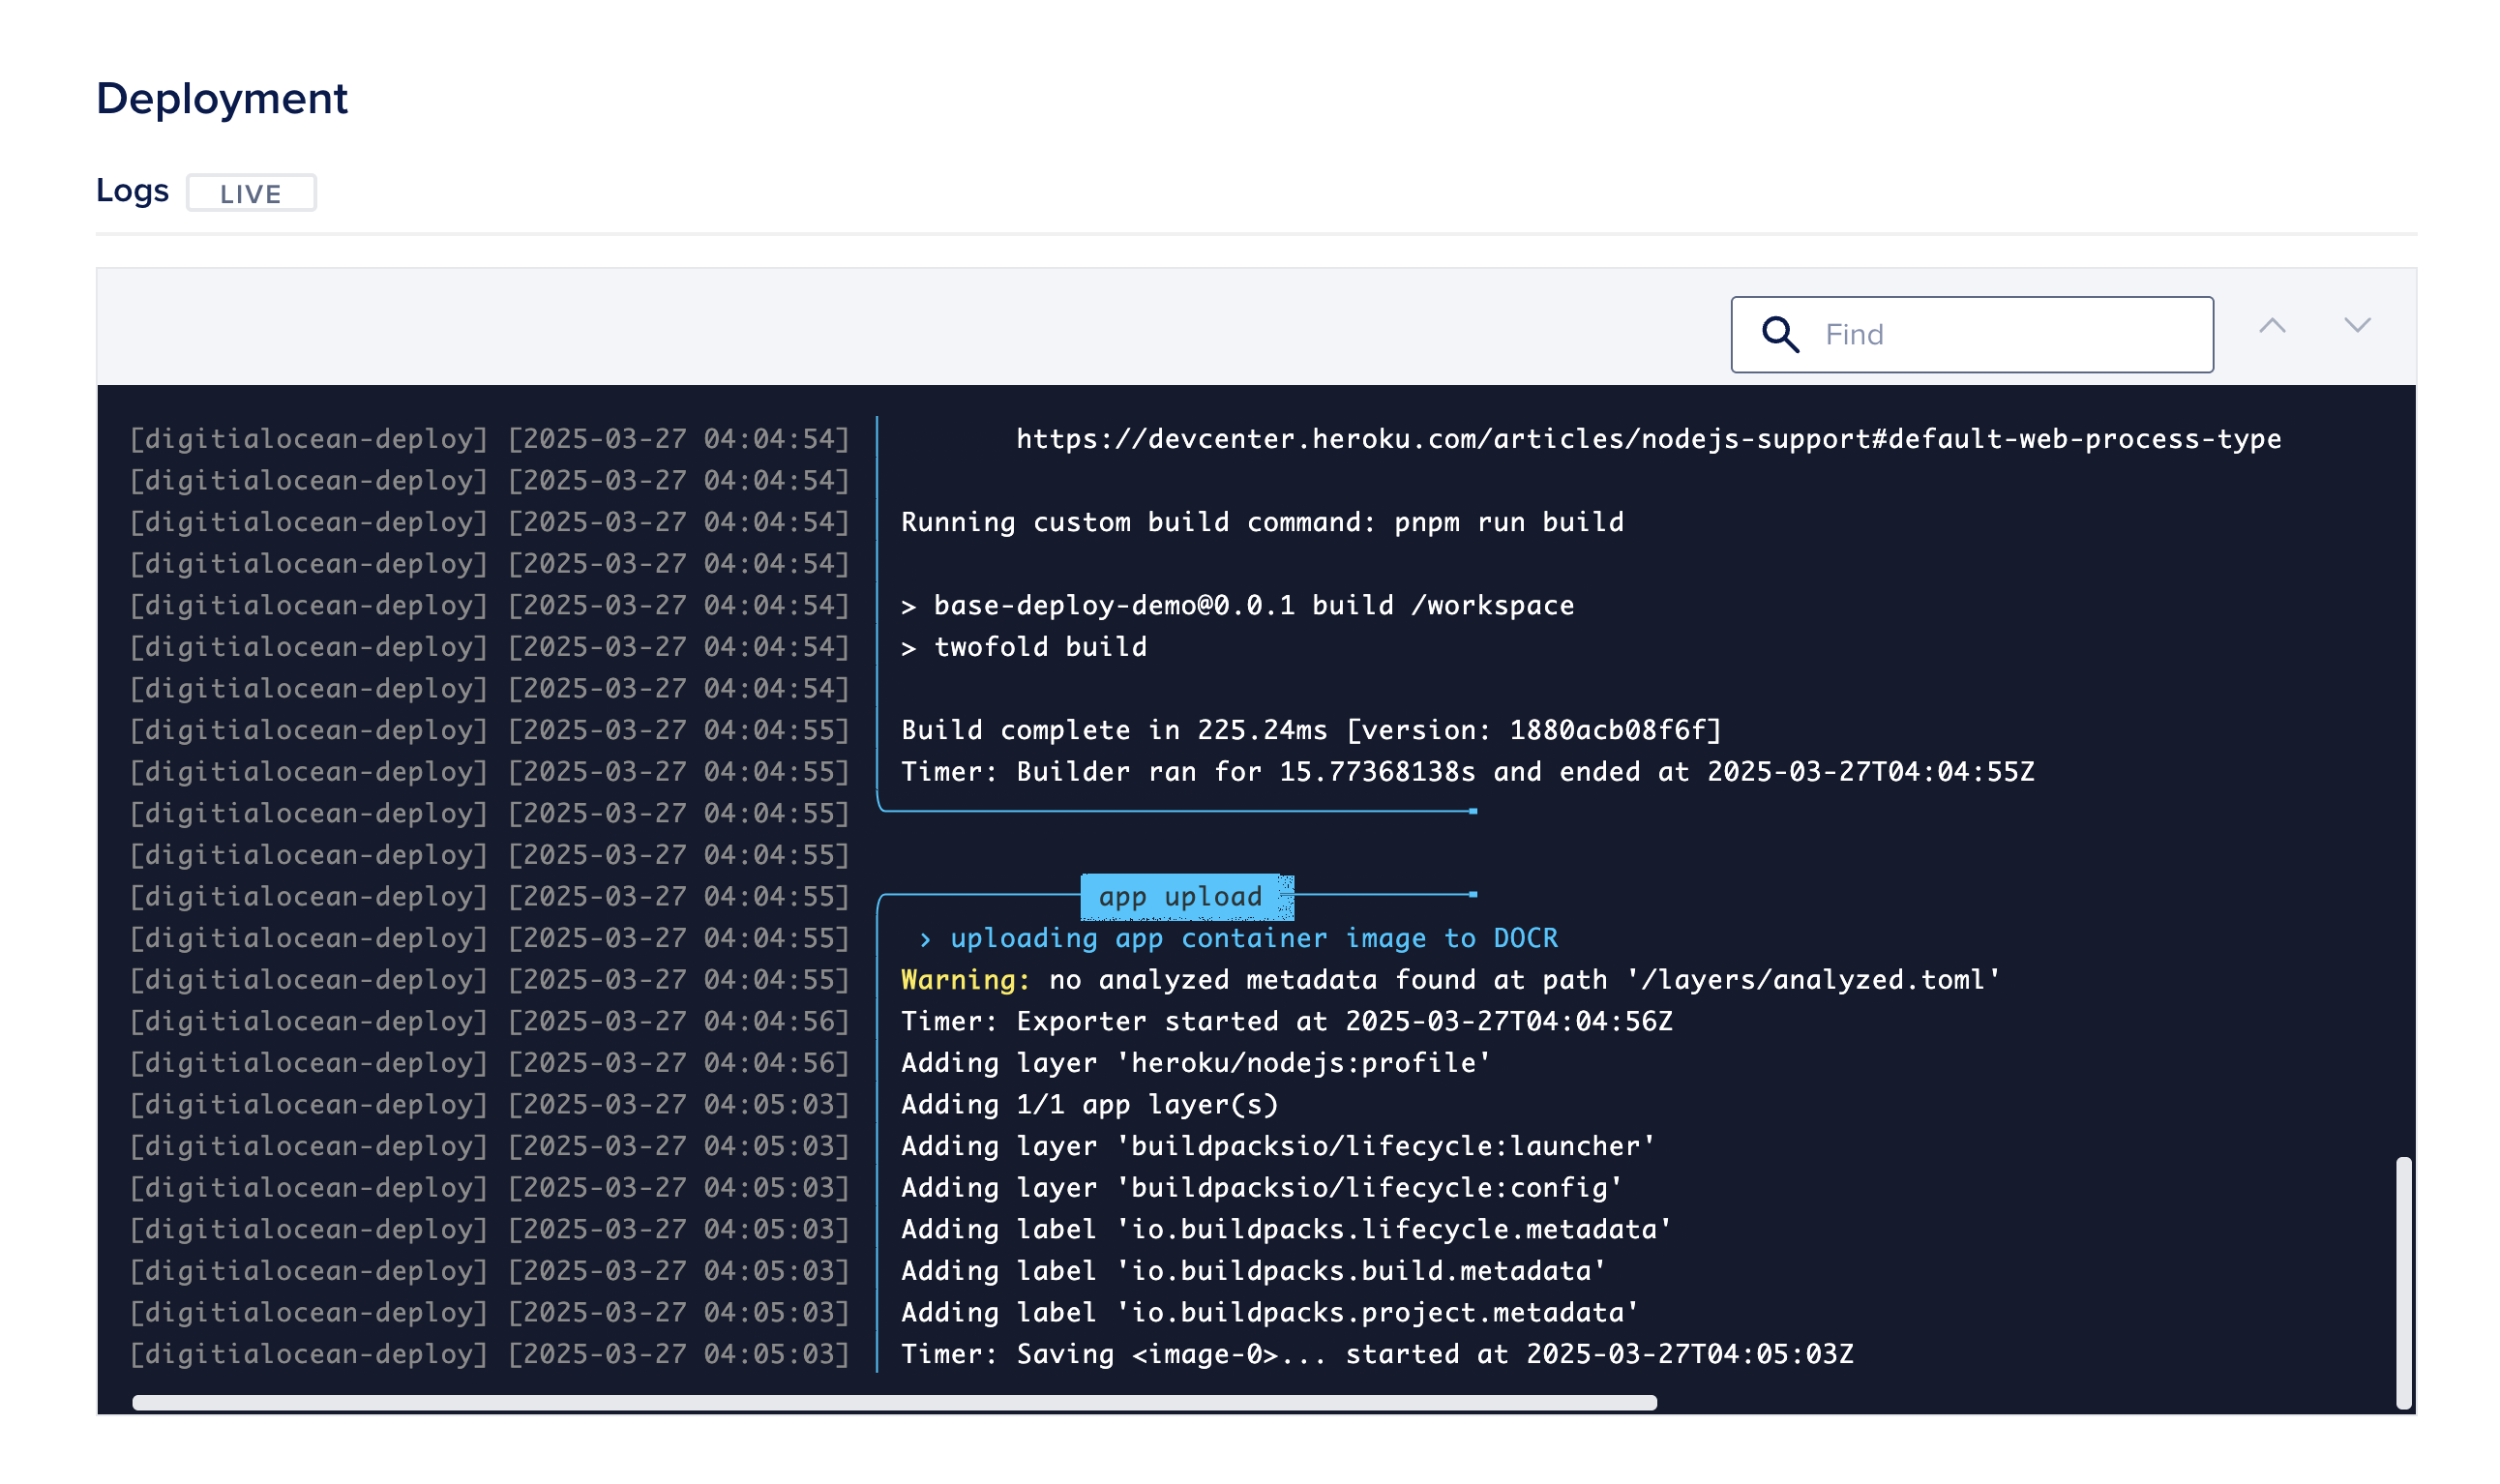 Deployment
Logs LIVE
Find
[digitialocean-deploy] [2025-03-27 04:04:54] https://devcenter.heroku.com/articles/nodejs-support#default-web-process-type
[digitialocean-deploy] [2025-03-27 04:04:54]
[digitialocean-deploy] [2025-03-27 04:04:54] Running custom build command: pnpm run build
[digitialocean-deploy] [2025-03-27 04:04:54]
[digitialocean-deploy] [2025-03-27 04:04:54] > base-deploy-demo@0.0.1 build /workspace
[digitialocean-deploy] [2025-03-27 04:04:54] > twofold build
[digitialocean-deploy] [2025-03-27 04:04:54]
[digitialocean-deploy] [2025-03-27 04:04:55] Build complete in 225.24ms [version: 1880acb08f6f]
[digitialocean-deploy] [2025-03-27 04:04:55] Timer: Builder ran for 15.77368138s and ended at 2025-03-27T04:04:55Z
[digitialocean-deploy] [2025-03-27 04:04:55]
[digitialocean-deploy] [2025-03-27 04:04:55]
[digitialocean-deploy] [2025-03-27 04:04:55] app upload
[digitialocean-deploy] [2025-03-27 04:04:55] › uploading app container image to DOCR
[digitialocean-deploy] [2025-03-27 04:04:55] Warning: no analyzed metadata found at path '/layers/analyzed.toml'
[digitialocean-deploy] [2025-03-27 04:04:56] Timer: Exporter started at 2025-03-27T04:04:56Z
[digitialocean-deploy] [2025-03-27 04:04:56] Adding layer 'heroku/nodejs:profile'
[digitialocean-deploy] [2025-03-27 04:05:03] Adding 1/1 app layer(s)
[digitialocean-deploy] [2025-03-27 04:05:03] Adding layer 'buildpacksio/lifecycle:launcher'
[digitialocean-deploy] [2025-03-27 04:05:03] Adding layer 'buildpacksio/lifecycle:config'
[digitialocean-deploy] [2025-03-27 04:05:03] Adding label 'io.buildpacks.lifecycle.metadata'
[digitialocean-deploy] [2025-03-27 04:05:03] Adding label 'io.buildpacks.build.metadata'
[digitialocean-deploy] [2025-03-27 04:05:03] Adding label 'io.buildpacks.project.metadata'
[digitialocean-deploy] [2025-03-27 04:05:03] Timer: Saving <image-0>... started at 2025-03-27T04:05:03Z